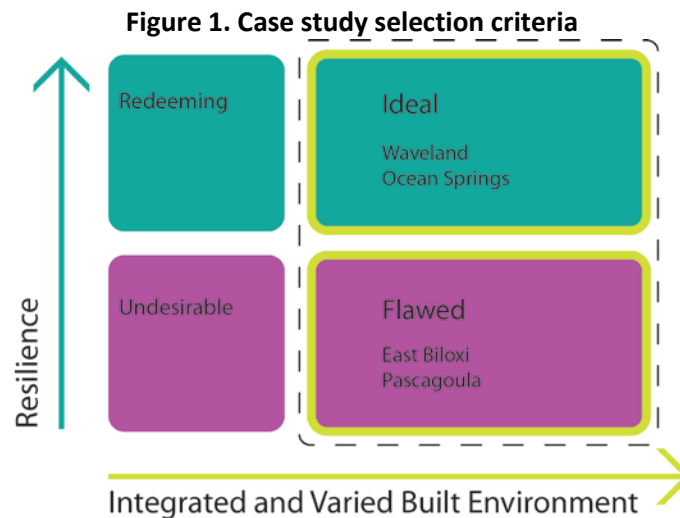 Figure 1. Case study selection criteria
Redeeming
Ideal
Waveland
Ocean Springs
Undesirable
Flawed
East Biloxi
Pascagoula
Resilience
Integrated and Varied Built Environment